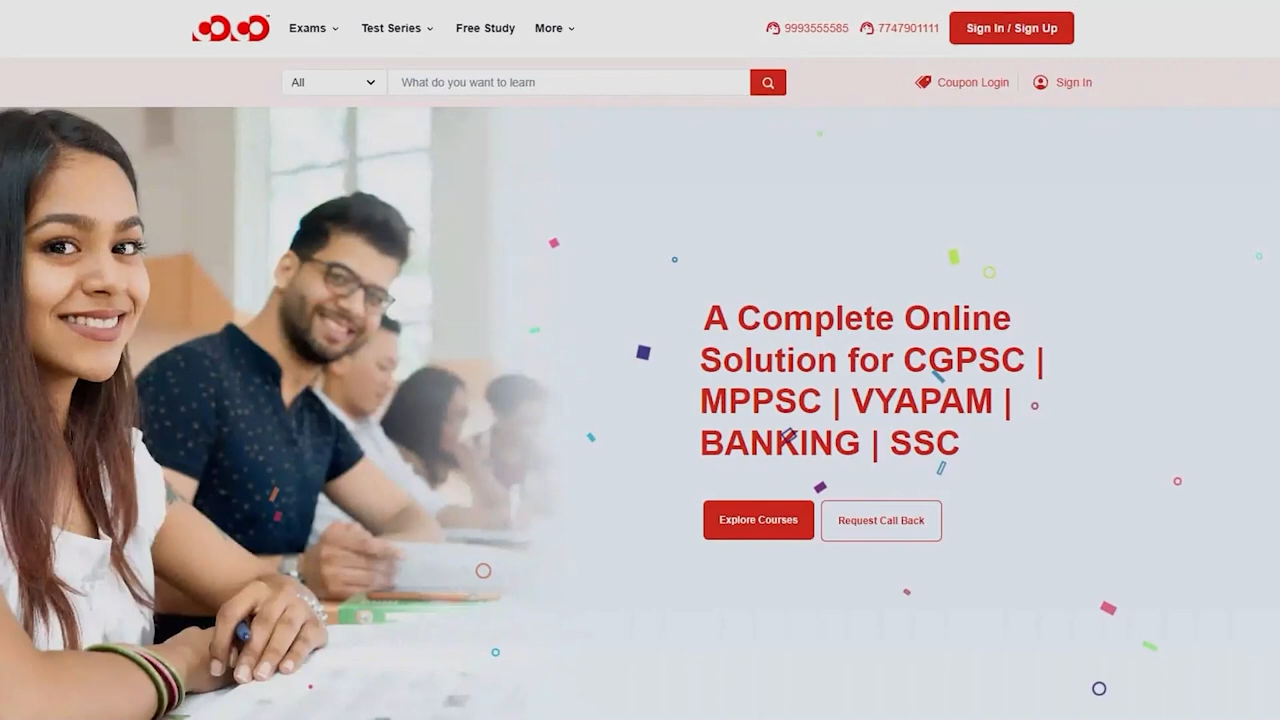 Exams
Test Series
Free Study
More
9993555585
7747901111
Sign In / Sign Up
All
What do you want to learn
Coupon Login
Sign In
A Complete Online
Solution for CGPSC |
MPPSC | VYAPAM |
BANKING | SSC
Explore Courses
Request Call Back